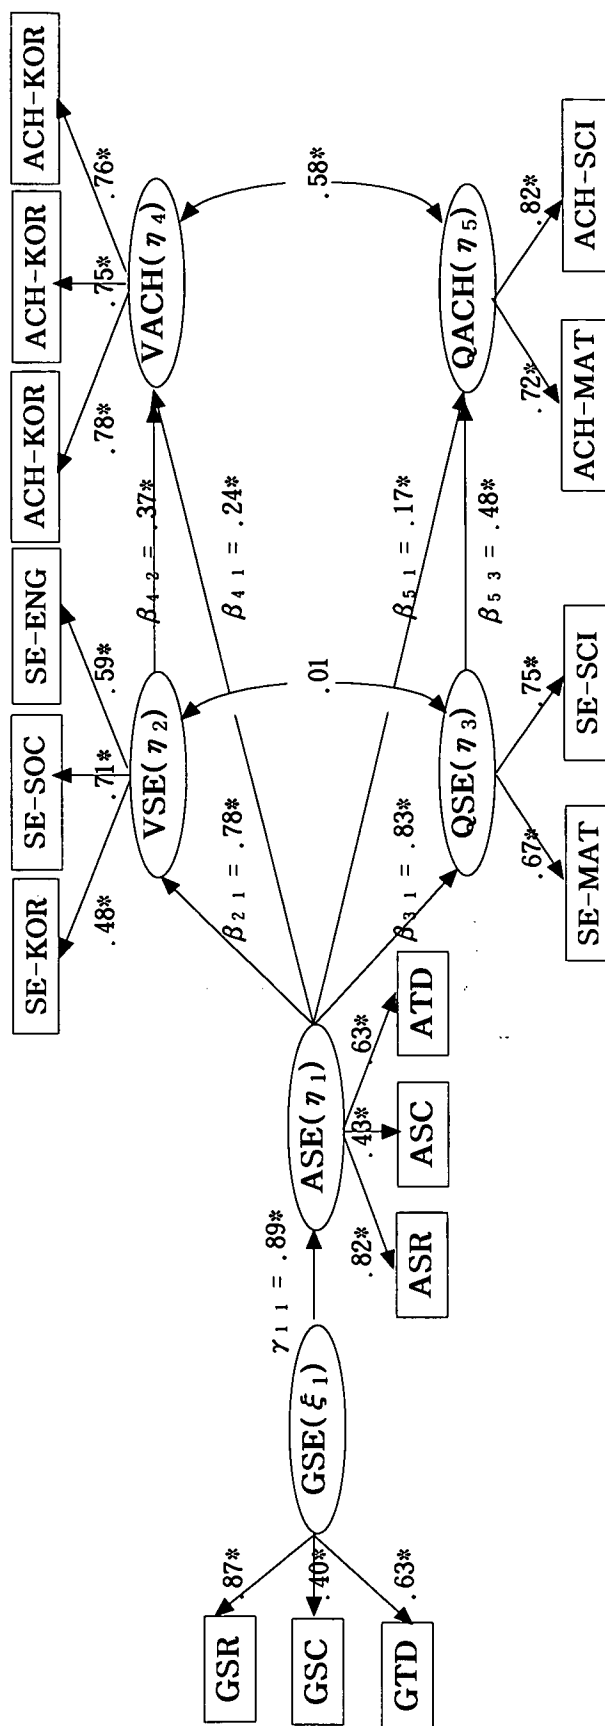 ACH-KOR
ACH-KOR
ACH-KOR
.78*
.75*
.76*
VACH(η4)
SE-KOR
SE-SOC
SE-ENG
.48*
.71*
.59*
VSE(η2)
β4 2 = .37*
β4 1 = .24*
.58*
β2 1 = .78*
.01
GSR
.87*
GSC
.40*
GTD
.63*
GSE(ξ1)
γ1 1 = .89*
ASE(η1)
.82*
.43*
.63*
ASR
ASC
ATD
β3 1 = .83*
β5 1 = .17*
β5 3 = .48*
QSE(η3)
.67*
.75*
SE-MAT
SE-SCI
QACH(η5)
.72*
.82*
ACH-MAT
ACH-SCI